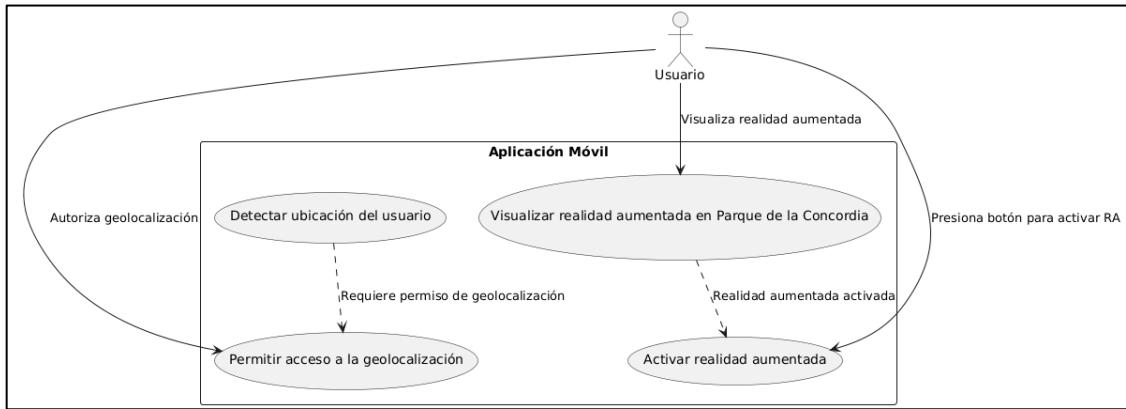 Usuario
Visualiza realidad aumentada
Aplicación Móvil
Detectar ubicación del usuario
Visualizar realidad aumentada en Parque de la Concordia
Autoriza geolocalización
Presiona botón para activar RA
Requiere permiso de geolocalización
Realidad aumentada activada
Permitir acceso a la geolocalización
Activar realidad aumentada